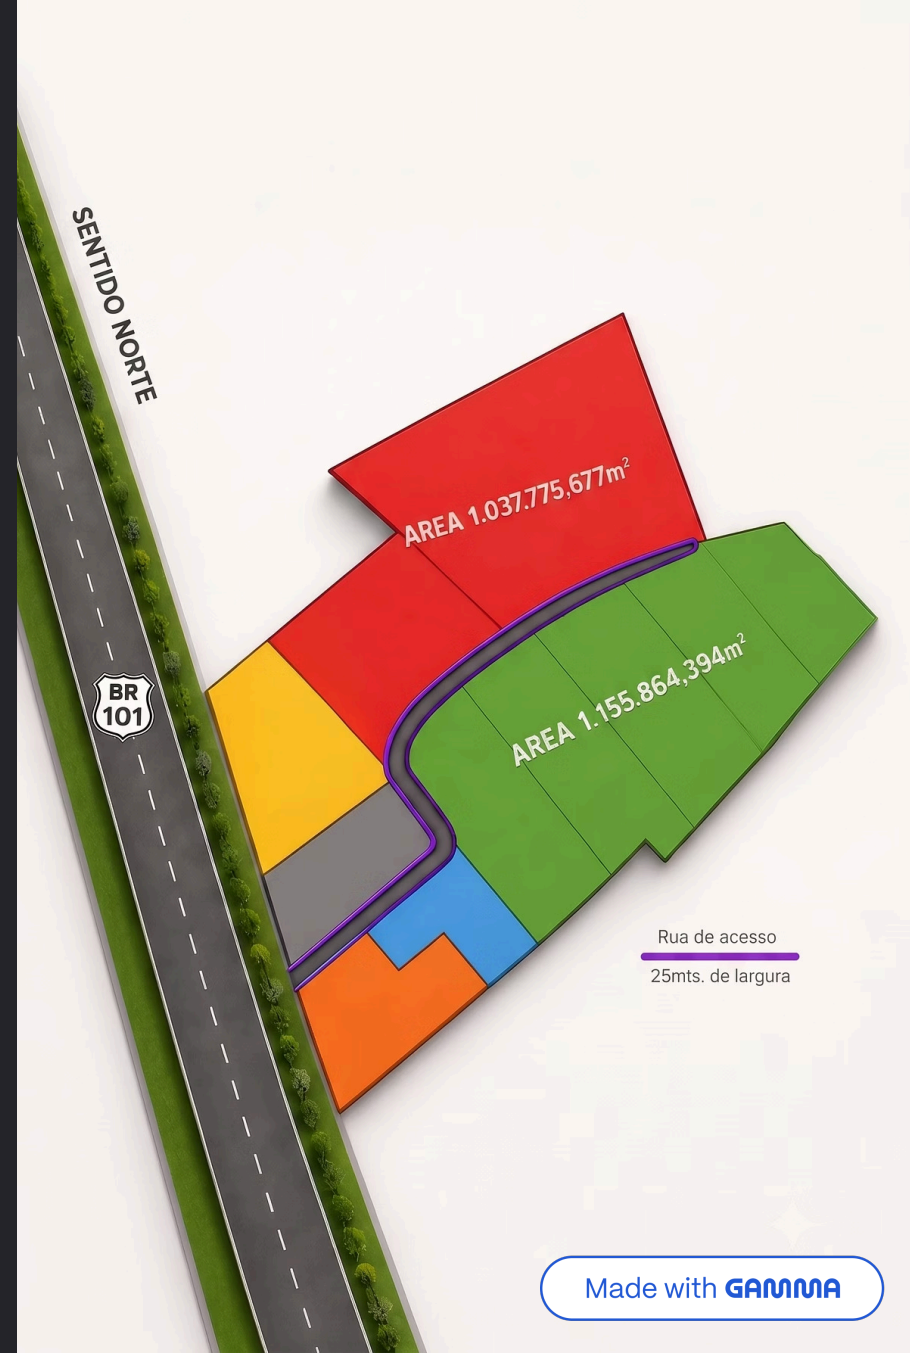 SENTIDO NORTE
AREA 1.037.775,677m²
BR
101
AREA 1.155.864,394m²
Rua de acesso
25mts. de largura
Made with GAMMA